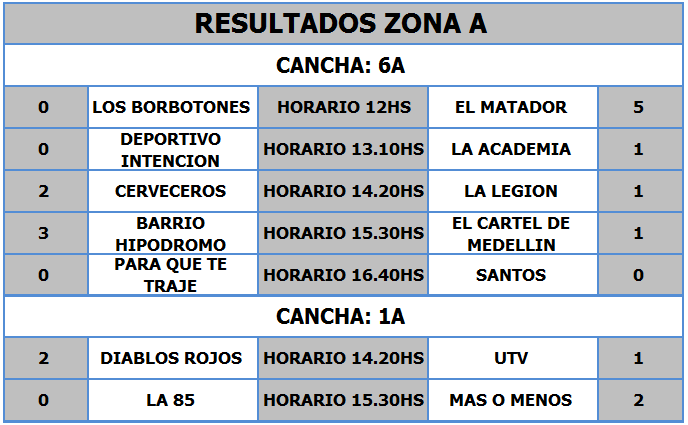 RESULTADOS ZONA A
CANCHA: 6A
0 LOS BORBOTONES HORARIO 12HS EL MATADOR 5
0 DEPORTIVO INTENCION HORARIO 13.10HS LA ACADEMIA 1
2 CERVECEROS HORARIO 14.20HS LA LEGION 1
3 BARRIO HIPODROMO HORARIO 15.30HS EL CARTEL DE MEDELLIN 1
0 PARA QUE TE TRAJE HORARIO 16.40HS SANTOS 0
CANCHA: 1A
2 DIABLOS ROJOS HORARIO 14.20HS UTV 1
0 LA 85 HORARIO 15.30HS MAS O MENOS 2